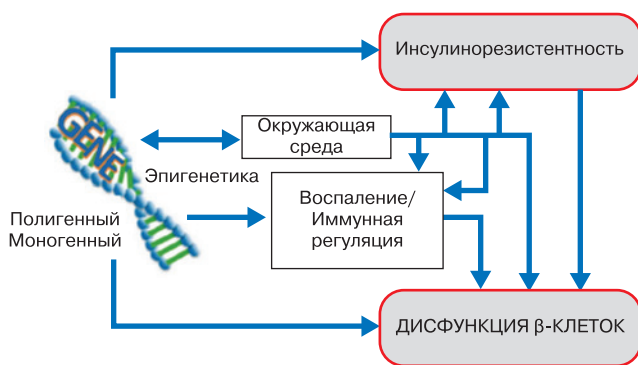 Инсулинорезистентность
GENE
Окружающая
среда
Эпигенетика
Воспаление/
Иммунная
регуляция
Полигенный
Моногенный
ДИСФУНКЦИЯ β-КЛЕТОК